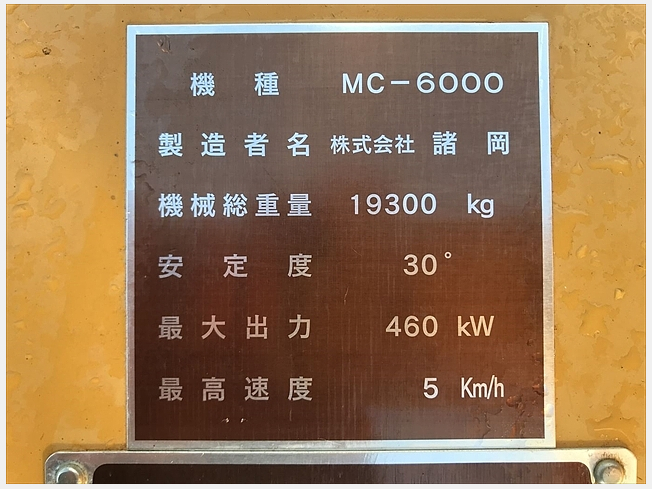 機種 MC-6000
製造者名 株式会社 諸岡
機械総重量 19300 kg
安定度 30°
最大出力 460 kW
最高速度 5 Km/h